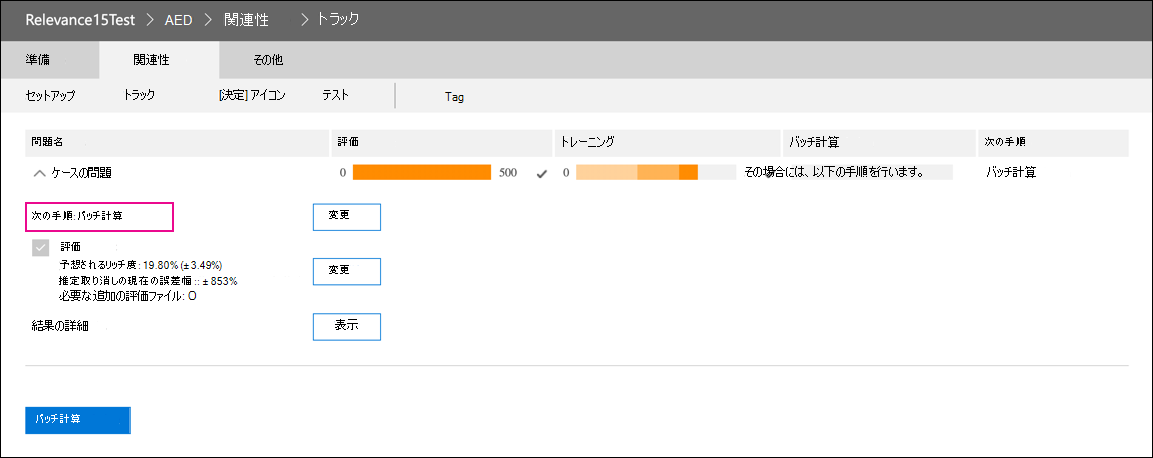 Relevance15Test > AED > 関連性 > トラック
準備 関連性 その他
セットアップ トラック [決定] アイコン テスト Tag
問題名 評価 トレーニング バッチ計算 次の手順
ケースの問題 0 500 0 その場合には、以下の手順を行います。 バッチ計算
次の手順: バッチ計算 変更
評価
予想されるリッチ度: 19.80% (±3.49%)
推定取り消しの現在の誤差幅 :: ±853%
必要な追加の評価ファイル: O
変更
結果の詳細 表示
バッチ計算